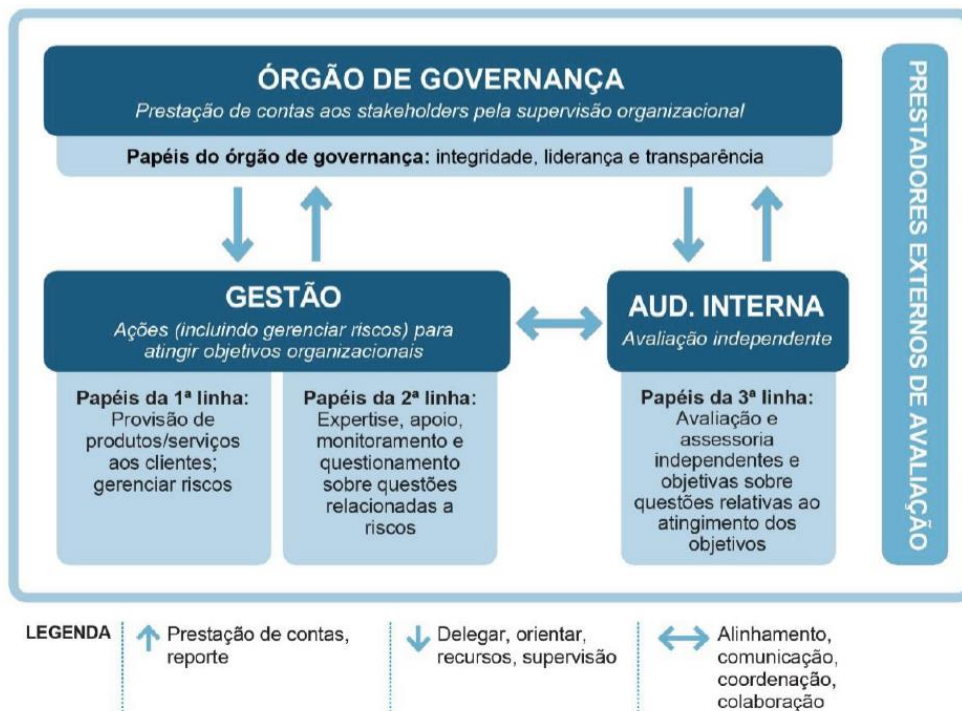 ÓRGÃO DE GOVERNANÇA
Prestação de contas aos stakeholders pela supervisão organizacional
Papéis do órgão de governança: integridade, liderança e transparência
GESTÃO
Ações (incluindo gerenciar riscos) para
atingir objetivos organizacionais
Papéis da 1ª linha:
Provisão de
produtos/serviços
aos clientes;
gerenciar riscos
Papéis da 2ª linha:
Expertise, apoio,
monitoramento e
questionamento
sobre questões
relacionadas a
riscos
AUD. INTERNA
Avaliação independente
Papéis da 3ª linha:
Avaliação e
assessoria
independentes e
objetivas sobre
questões relativas ao
atingimento dos
objetivos
PRESTADORES EXTERNOS DE AVALIAÇÃO
LEGENDA
Prestação de contas,
reporte
Delegar, orientar,
recursos, supervisão
Alinhamento,
comunicação,
coordenação,
colaboração